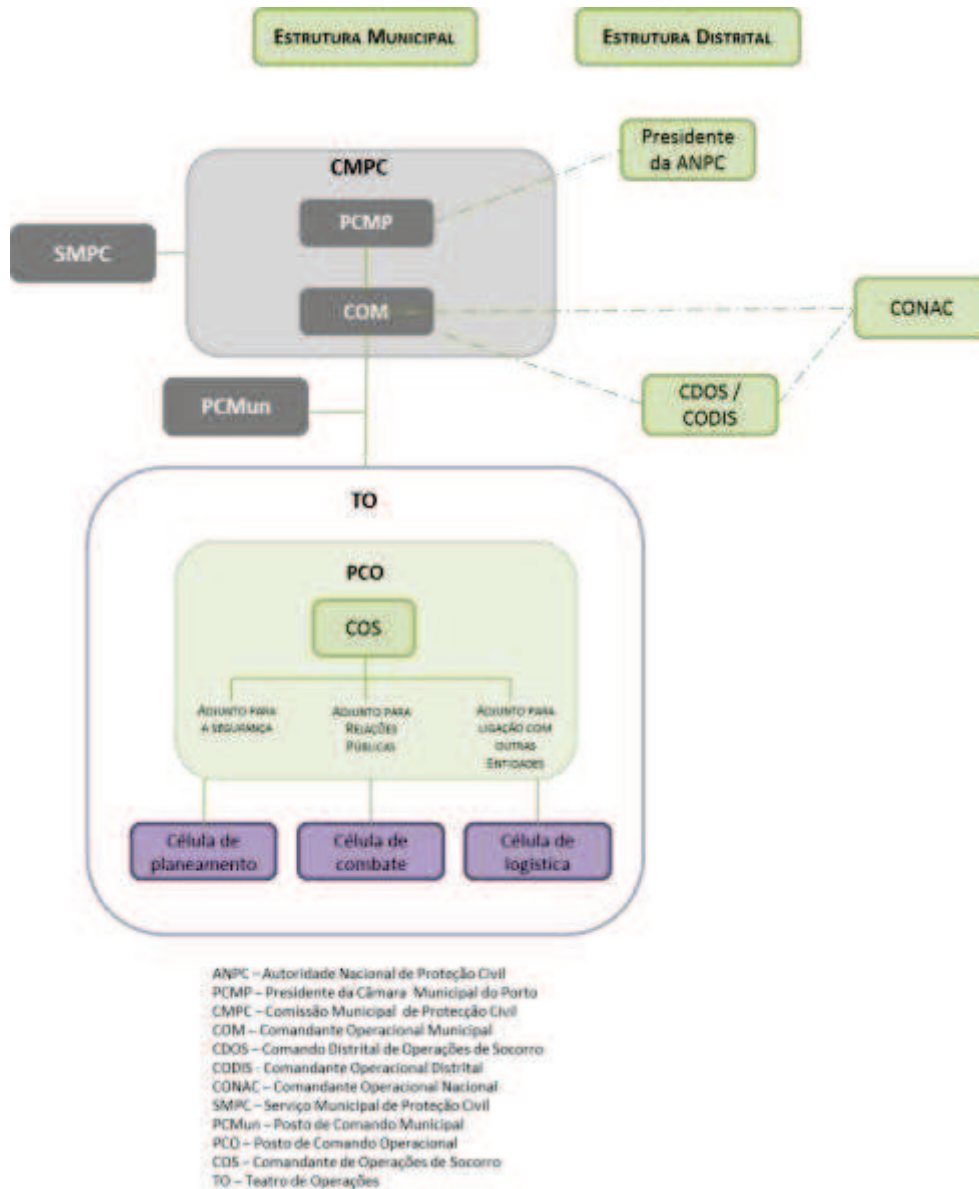 ESTRUTURA MUNICIPAL
ESTRUTURA DISTRITAL
Presidente
da ANPC
CMPC
PCMP
SMPC
COM
CONAC
CDOS /
CODIS
PCMun
TO
PCO
COS
ADJUNTO PARA
A SEGURANÇA
ADJUNTO PARA
RELAÇÕES
PÚBLICAS
ADJUNTO PARA
LIGAÇÃO COM
OUTRAS
ENTIDADES
Célula de
planeamento
Célula de
combate
Célula de
logística
ANPC – Autoridade Nacional de Proteção Civil
PCMP – Presidente da Câmara Municipal do Porto
CMPC – Comissão Municipal de Protecção Civil
COM – Comandante Operacional Municipal
CDOS – Comando Distrital de Operações de Socorro
CODIS - Comandante Operacional Distrital
CONAC – Comandante Operacional Nacional
SMPC – Serviço Municipal de Proteção Civil
PCMun – Posto de Comando Municipal
PCO – Posto de Comando Operacional
COS – Comandante de Operações de Socorro
TO – Teatro de Operações